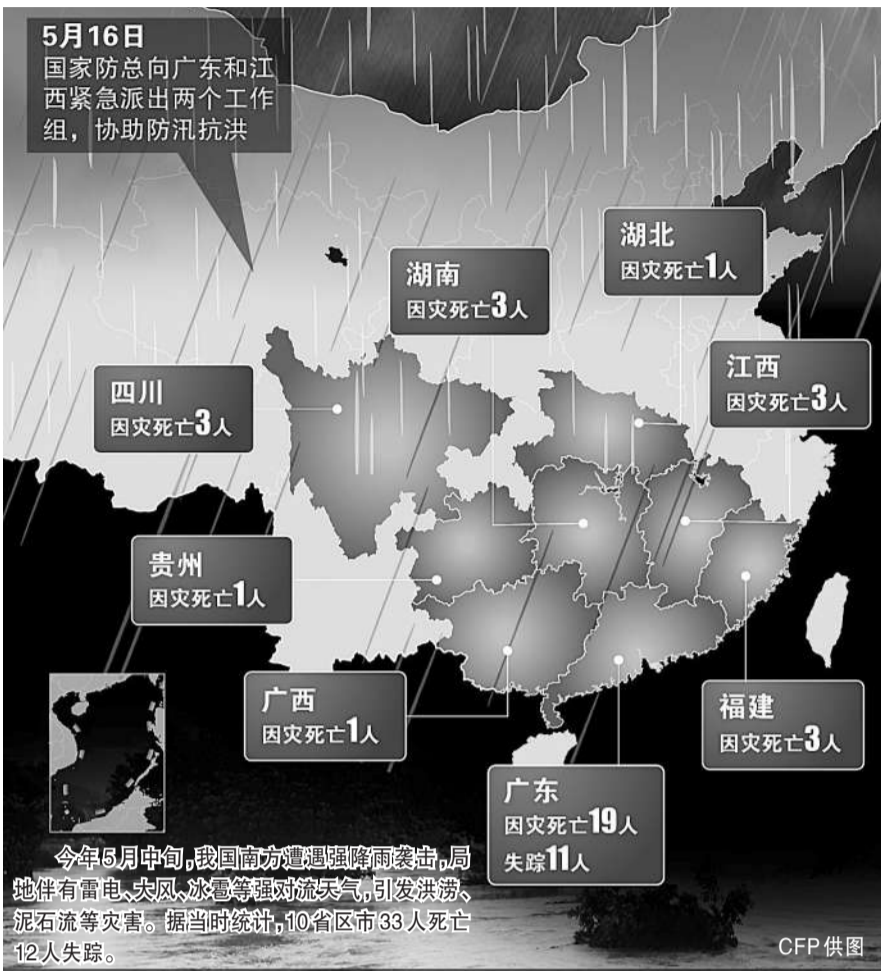 5月16日
国家防总向广东和江
西紧急派出两个工作
组，协助防汛抗洪
湖北
因灾死亡1人
湖南
因灾死亡3人
江西
因灾死亡3人
四川
因灾死亡3人
贵州
因灾死亡1人
广西
因灾死亡1人
福建
因灾死亡3人
广东
因灾死亡19人
失踪11人
今年5月中旬，我国南方遭遇强降雨袭击，局
地伴有雷电、大风、冰雹等强对流天气，引发洪涝、
泥石流等灾害。据当时统计，10省区市33人死亡
12人失踪。
CFP供图